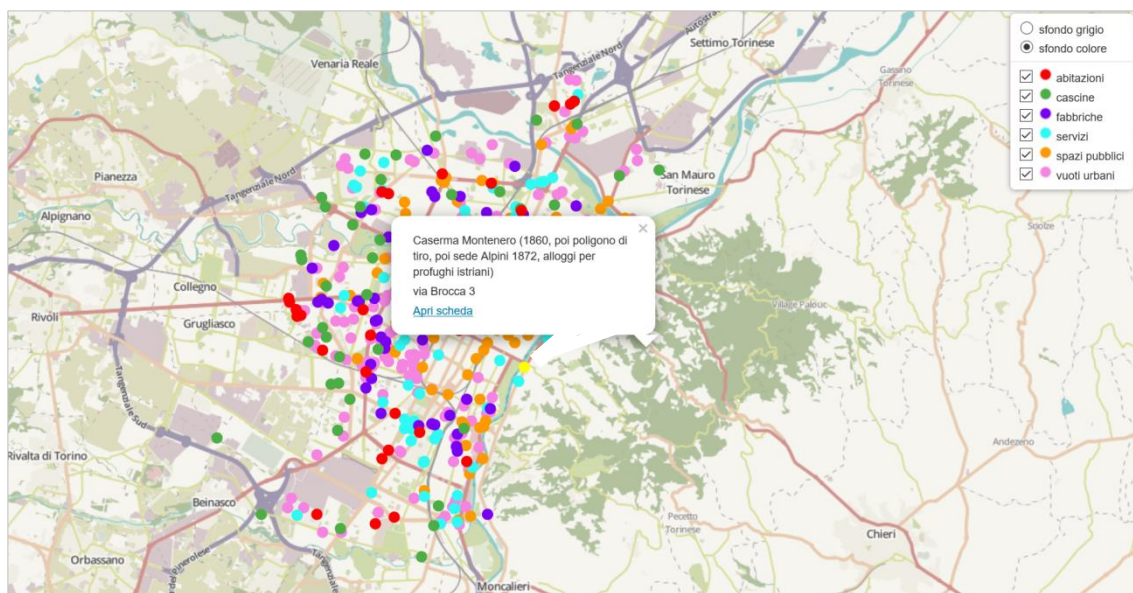 Venaria Reale
Settimo Torinese
Tangenziale Nord
Autostra
Gassino
Torinese
Pianezza
Tangenziale Nord
San Mauro
Torinese
Alpignano
Sciolze
Collegno
Rivoli
Grugliasco
Tangenziale Sud
Rivalta di Torino
Beinasco
Andezeno
Pecetto
Torinese
Chieri
Orbassano
Moncalieri
Caserma Montenero (1860, poi poligono di
tiro, poi sede Alpini 1872, alloggi per
profughi istriani)
via Brocca 3
Apri scheda
×
sfondo grigio
sfondo colore
abitazioni
cascine
fabbriche
servizi
spazi pubblici
vuoti urbani